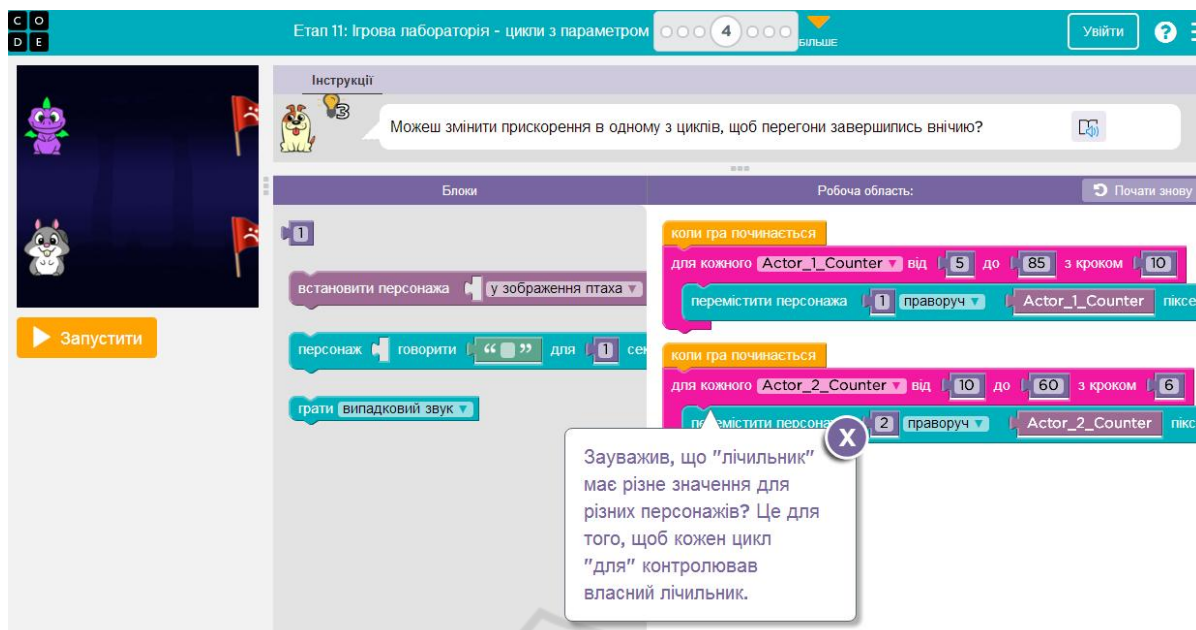 C O
D E
Етап 11: Ігрова лабораторія - цикли з параметром
4
БІЛЬШЕ
Увійти
?
Інструкції
3
Можеш змінити прискорення в одному з циклів, щоб перегони завершились внічию?
Блоки
Робоча область:
Почати знову
Запустити
1
встановити персонажа у зображення птаха
персонаж говорити “ ” для 1 сек
грати випадковий звук
коли гра починається
для кожного Actor_1_Counter від 5 до 85 з кроком 10
перемістити персонажа 1 праворуч Actor_1_Counter піксе
коли гра починається
для кожного Actor_2_Counter від 10 до 60 з кроком 6
перемістити персона 2 праворуч Actor_2_Counter пікс
X
Зауважив, що "лічильник"
має різне значення для
різних персонажів? Це для
того, щоб кожен цикл
"для" контролював
власний лічильник.